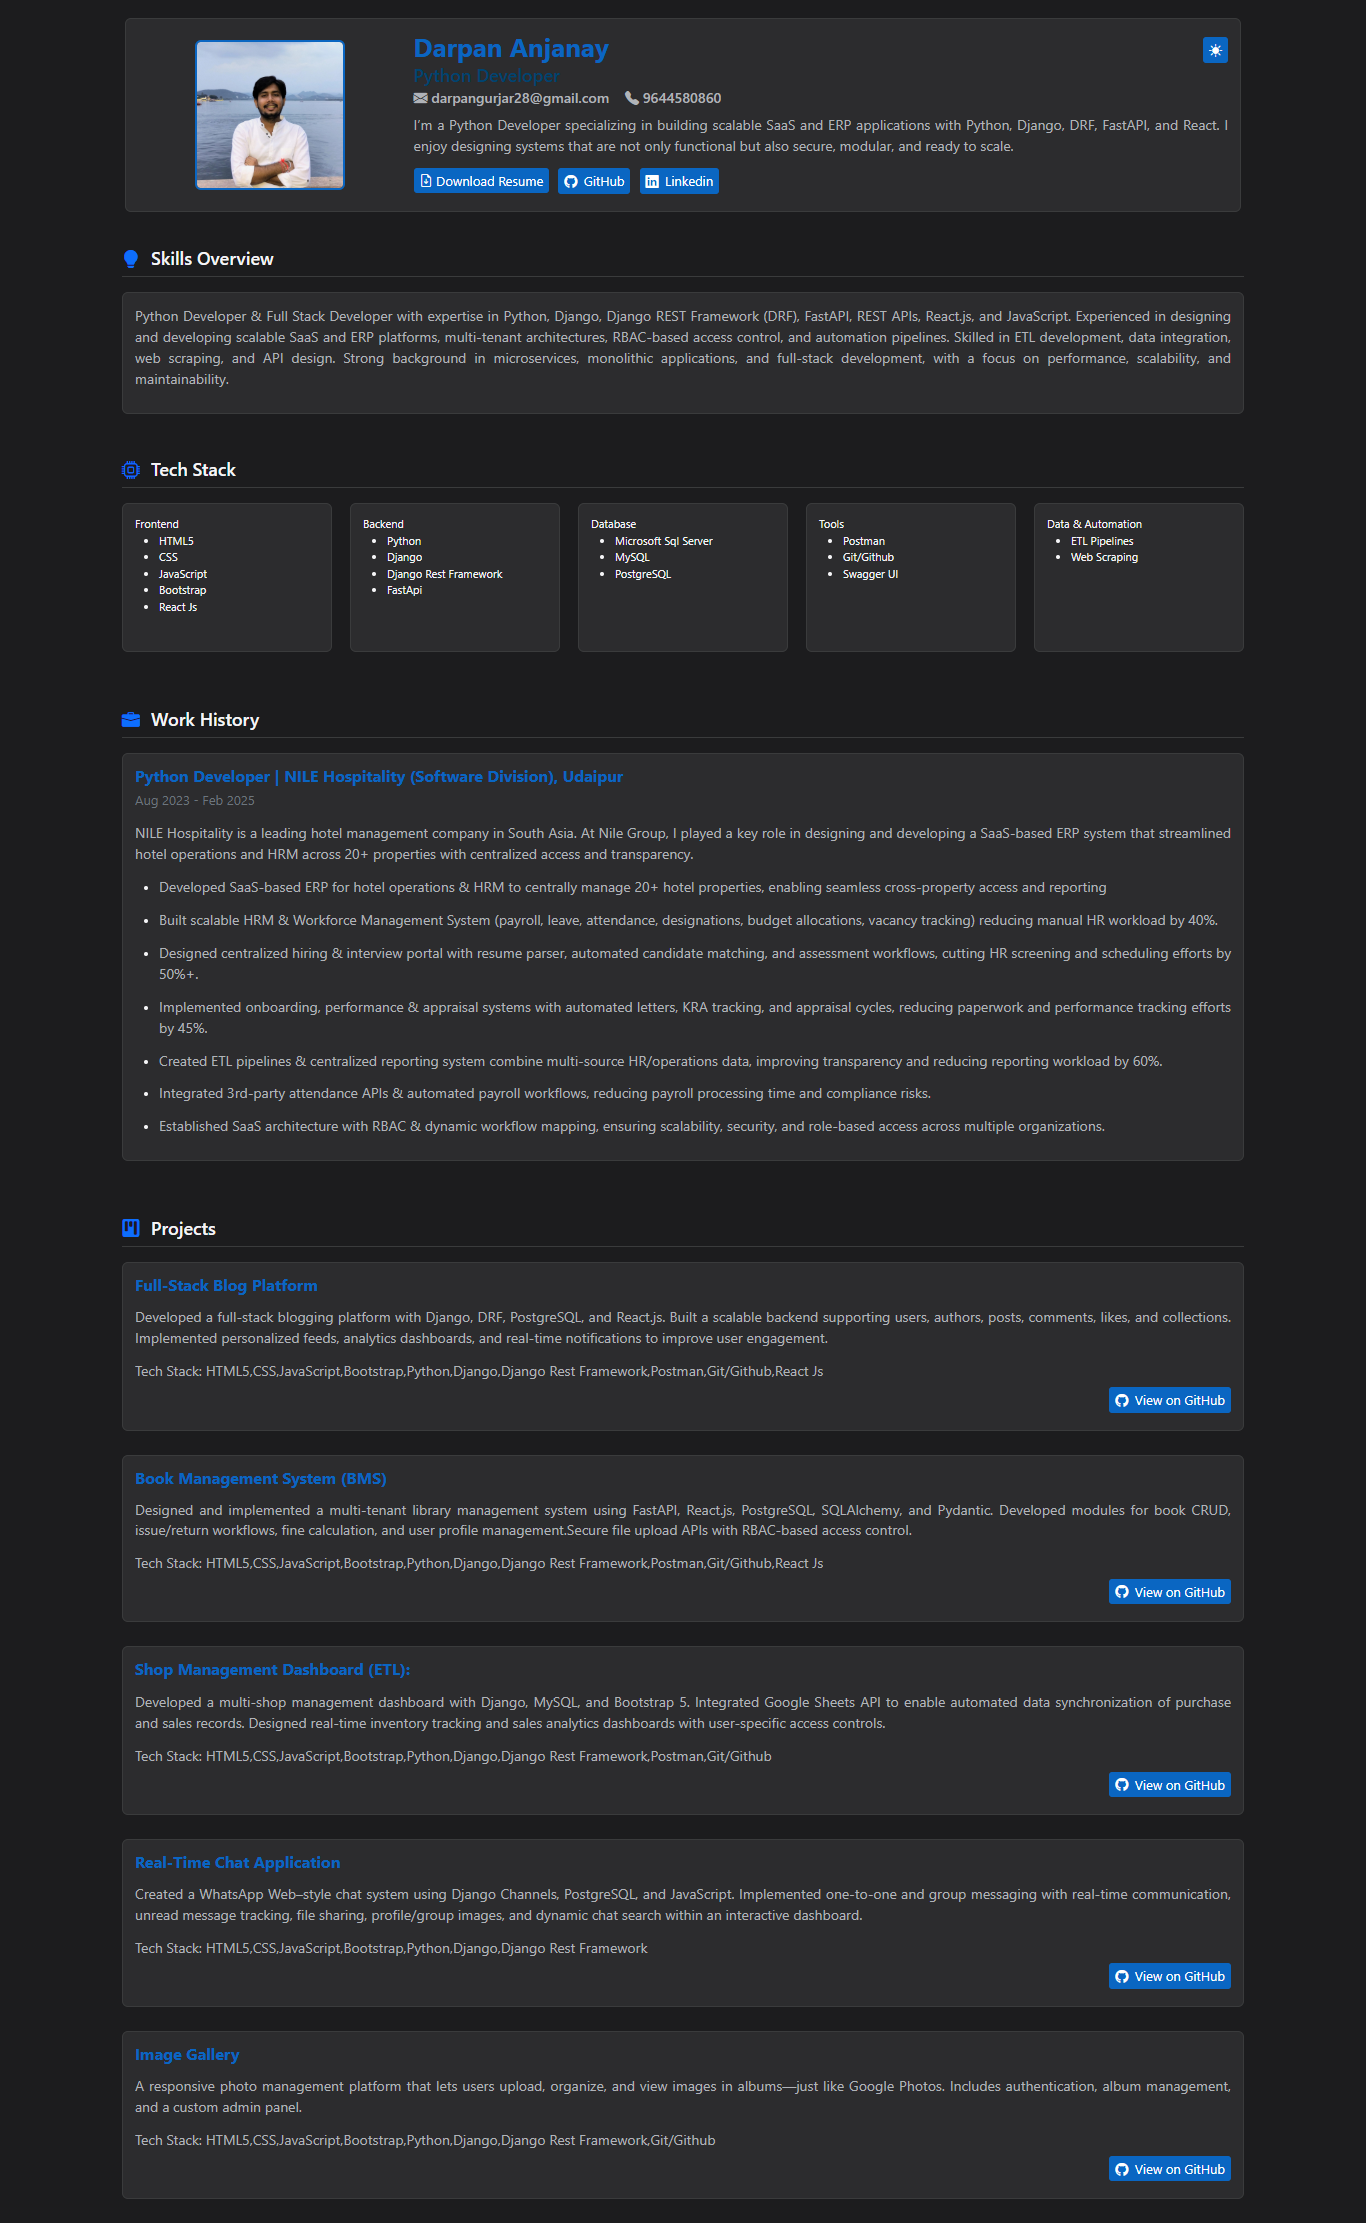 Darpan Anjanay
Python Developer
darpangurjar28@gmail.com 9644580860
I'm a Python Developer specializing in building scalable SaaS and ERP applications with Python, Django, DRF, FastAPI, and React. I
enjoy designing systems that are not only functional but also secure, modular, and ready to scale.
Download Resume GitHub Linkedin
Skills Overview
Python Developer & Full Stack Developer with expertise in Python, Django, Django REST Framework (DRF), FastAPI, REST APIs, React.js, and JavaScript. Experienced in designing
and developing scalable SaaS and ERP platforms, multi-tenant architectures, RBAC-based access control, and automation pipelines. Skilled in ETL development, data integration,
web scraping, and API design. Strong background in microservices, monolithic applications, and full-stack development, with a focus on performance, scalability, and
maintainability.
Tech Stack
Frontend
• HTML5
• CSS
• JavaScript
• Bootstrap
• React Js
Backend
• Python
• Django
• Django Rest Framework
• FastApi
Database
• Microsoft Sql Server
• MySQL
• PostgreSQL
Tools
• Postman
• Git/Github
• Swagger UI
Data & Automation
• ETL Pipelines
• Web Scraping
Work History
Python Developer | NILE Hospitality (Software Division), Udaipur
Aug 2023 - Feb 2025
NILE Hospitality is a leading hotel management company in South Asia. At Nile Group, I played a key role in designing and developing a SaaS-based ERP system that streamlined
hotel operations and HRM across 20+ properties with centralized access and transparency.
• Developed SaaS-based ERP for hotel operations & HRM to centrally manage 20+ hotel properties, enabling seamless cross-property access and reporting
• Built scalable HRM & Workforce Management System (payroll, leave, attendance, designations, budget allocations, vacancy tracking) reducing manual HR workload by 40%.
• Designed centralized hiring & interview portal with resume parser, automated candidate matching, and assessment workflows, cutting HR screening and scheduling efforts by
50%+.
• Implemented onboarding, performance & appraisal systems with automated letters, KRA tracking, and appraisal cycles, reducing paperwork and performance tracking efforts
by 45%.
• Created ETL pipelines & centralized reporting system combine multi-source HR/operations data, improving transparency and reducing reporting workload by 60%.
• Integrated 3rd-party attendance APIs & automated payroll workflows, reducing payroll processing time and compliance risks.
• Established SaaS architecture with RBAC & dynamic workflow mapping, ensuring scalability, security, and role-based access across multiple organizations.
Projects
Full-Stack Blog Platform
Developed a full-stack blogging platform with Django, DRF, PostgreSQL, and React.js. Built a scalable backend supporting users, authors, posts, comments, likes, and collections.
Implemented personalized feeds, analytics dashboards, and real-time notifications to improve user engagement.
Tech Stack: HTML5,CSS,JavaScript,Bootstrap,Python,Django,Django Rest Framework,Postman,Git/Github,React Js
View on GitHub
Book Management System (BMS)
Designed and implemented a multi-tenant library management system using FastAPI, React.js, PostgreSQL, SQLAlchemy, and Pydantic. Developed modules for book CRUD,
issue/return workflows, fine calculation, and user profile management.Secure file upload APIs with RBAC-based access control.
Tech Stack: HTML5,CSS,JavaScript,Bootstrap,Python,Django,Django Rest Framework,Postman,Git/Github,React Js
View on GitHub
Shop Management Dashboard (ETL):
Developed a multi-shop management dashboard with Django, MySQL, and Bootstrap 5. Integrated Google Sheets API to enable automated data synchronization of purchase
and sales records. Designed real-time inventory tracking and sales analytics dashboards with user-specific access controls.
Tech Stack: HTML5,CSS,JavaScript,Bootstrap,Python,Django,Django Rest Framework,Postman,Git/Github
View on GitHub
Real-Time Chat Application
Created a WhatsApp Web–style chat system using Django Channels, PostgreSQL, and JavaScript. Implemented one-to-one and group messaging with real-time communication,
unread message tracking, file sharing, profile/group images, and dynamic chat search within an interactive dashboard.
Tech Stack: HTML5,CSS,JavaScript,Bootstrap,Python,Django,Django Rest Framework
View on GitHub
Image Gallery
A responsive photo management platform that lets users upload, organize, and view images in albums—just like Google Photos. Includes authentication, album management,
and a custom admin panel.
Tech Stack: HTML5,CSS,JavaScript,Bootstrap,Python,Django,Django Rest Framework,Git/Github
View on GitHub